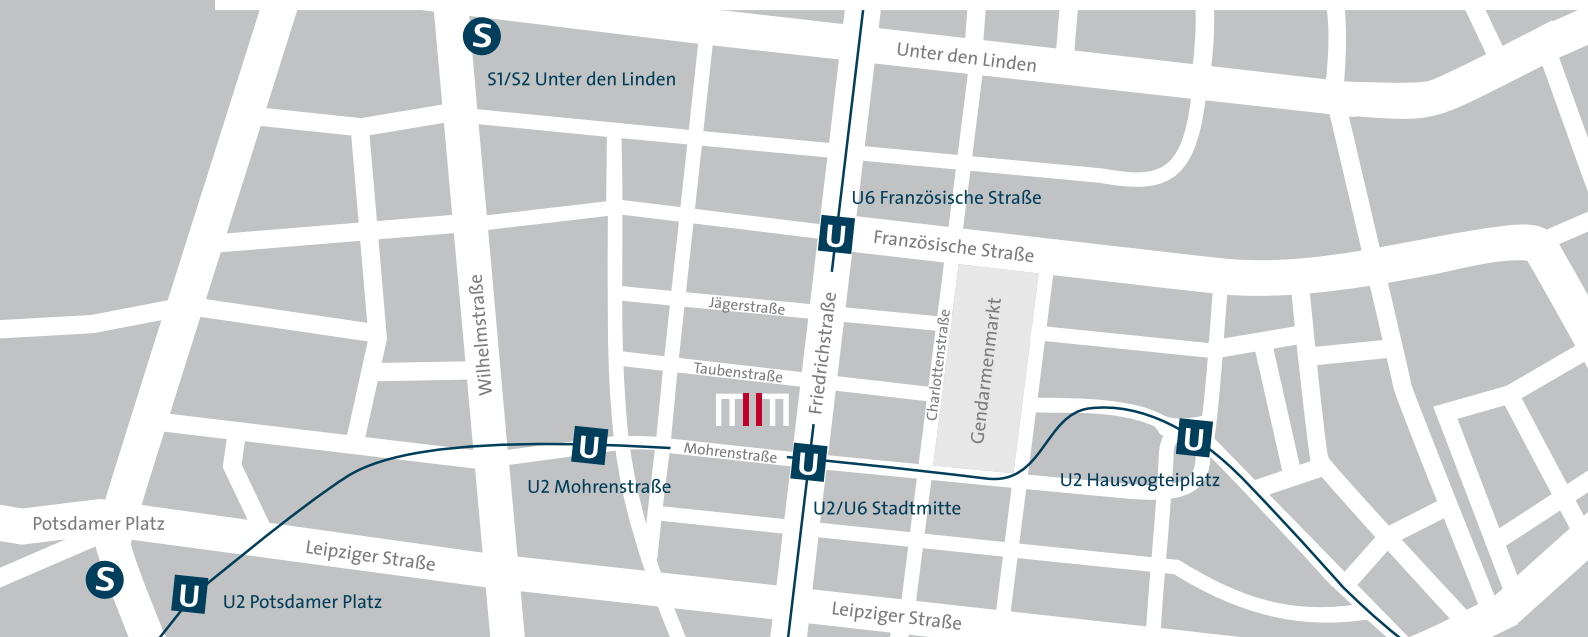 S
S1/S2 Unter den Linden
Unter den Linden
U6 Französische Straße
U
Französische Straße
Wilhelmstraße
Jägerstraße
Friedrichstraße
Charlottenstraße
Gendarmenmarkt
Taubenstraße
U
Mohrenstraße
U
U
U2 Mohrenstraße
U2 Hausvogteiplatz
U2/U6 Stadtmitte
Potsdamer Platz
Leipziger Straße
S
U
U2 Potsdamer Platz
Leipziger Straße